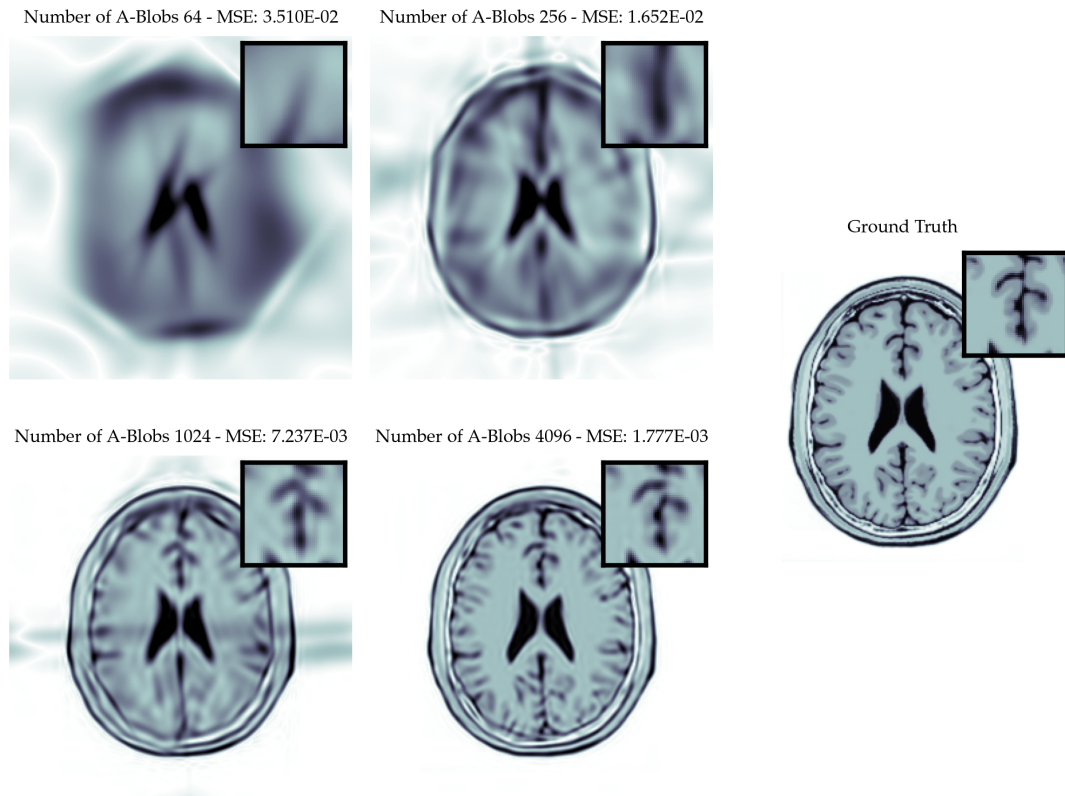 Number of A-Blobs 64 - MSE: 3.510E-02
Number of A-Blobs 256 - MSE: 1.652E-02
Ground Truth
Number of A-Blobs 1024 - MSE: 7.237E-03
Number of A-Blobs 4096 - MSE: 1.777E-03